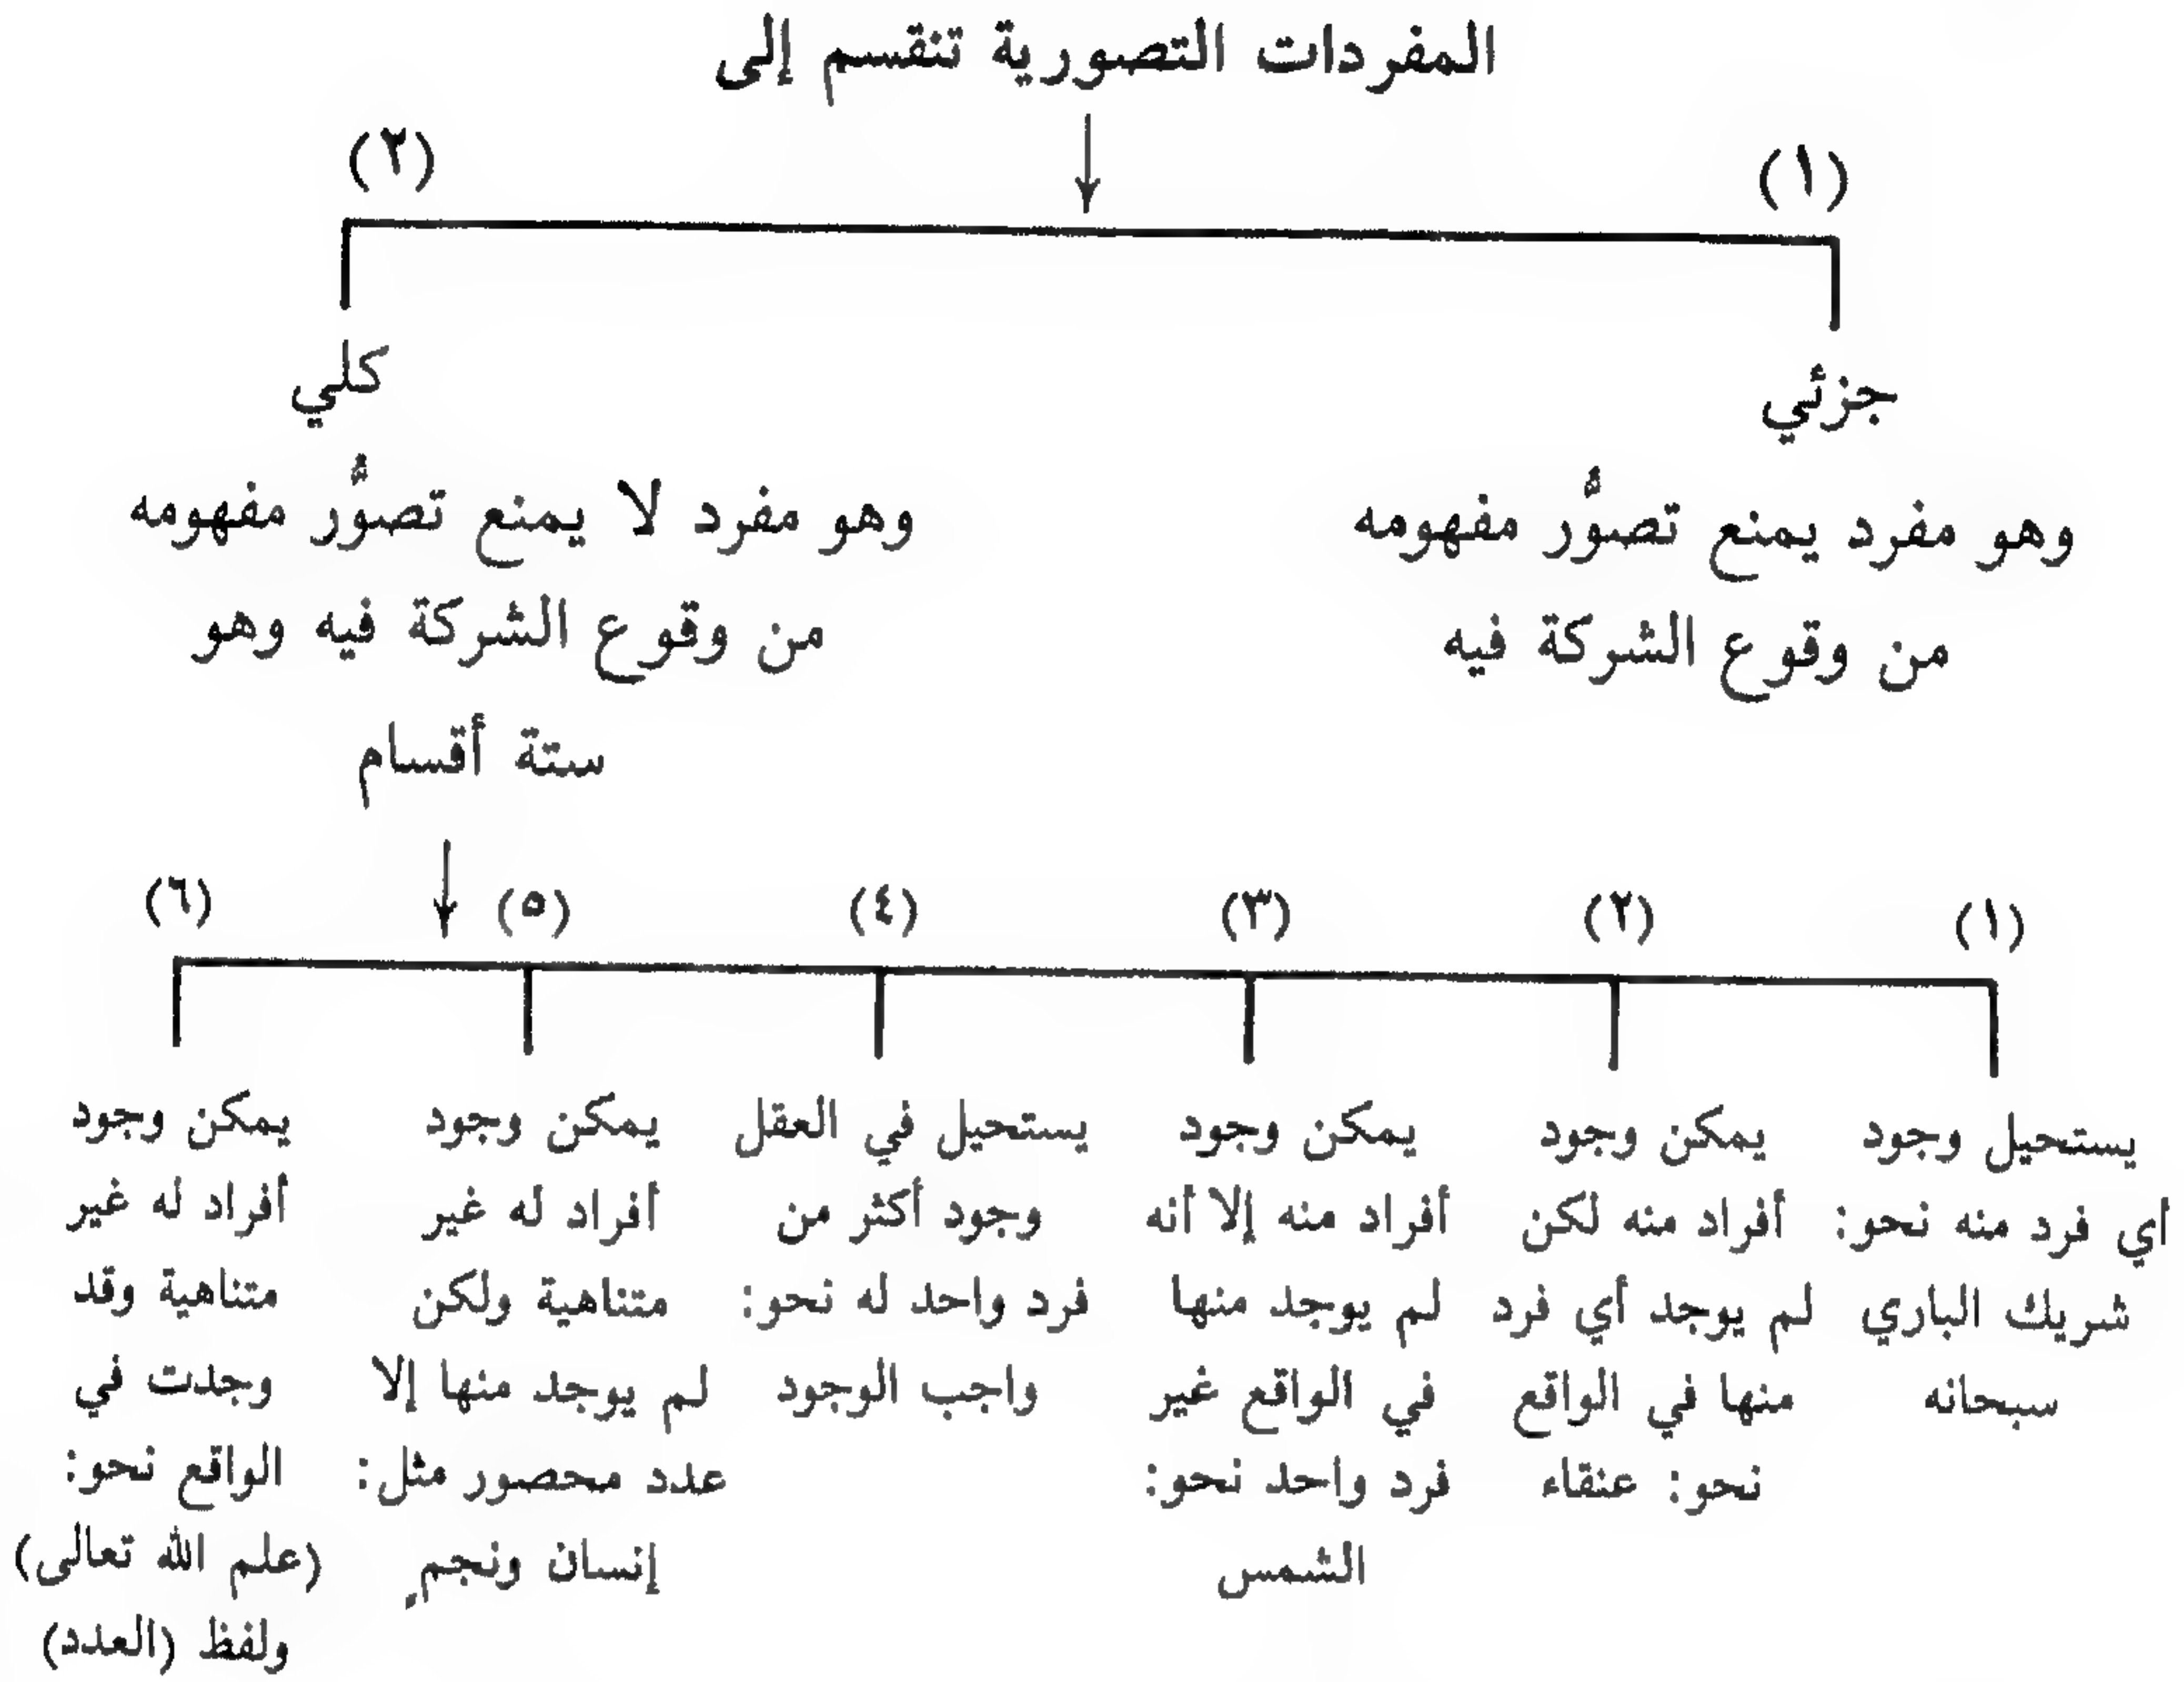 المفردات التصورية تنقسم إلى
(١)
(٢)
جزئي
وهو مفرد يمنع تصوُّر مفهومه
من وقوع الشركة فيه
كلي
وهو مفرد لا يمنع تصوُّر مفهومه
من وقوع الشركة فيه وهو
ستة أقسام
(١)
يستحيل وجود
أي فرد منه نحو:
شريك الباري
سبحانه
(٢)
يمكن وجود
أفراد منه لكن
لم يوجد أي فرد
منها في الواقع
نحو: عنقاء
(٣)
يمكن وجود
أفراد منه إلا أنه
لم يوجد منها
في الواقع غير
فرد واحد نحو:
الشمس
(٤)
يستحيل في العقل
وجود أكثر من
فرد واحد له نحو:
واجب الوجود
(٥)
يمكن وجود
أفراد له غير
متناهية ولكن
لم يوجد منها إلا
عدد محصور مثل:
إنسان ونجم
(٦)
يمكن وجود
أفراد له غير
متناهية وقد
وجدت في
الواقع نحو:
(علم الله تعالى)
ولفظ (العدد)